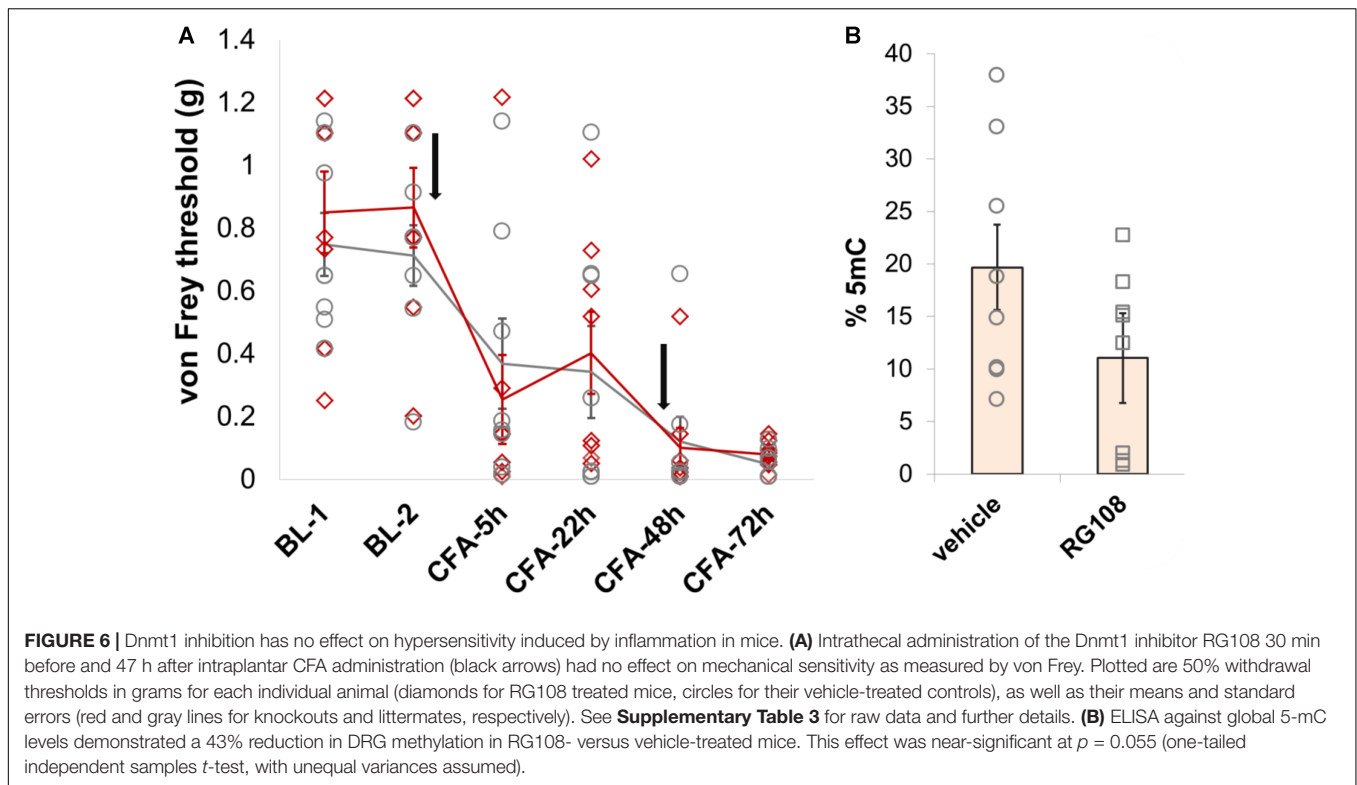 A
von Frey threshold (g)
1.4
1.2
1
0.8
0.6
0.4
0.2
0
BL-1
BL-2
CFA-5h
CFA-22h
CFA-48h
CFA-72h
B
% 5mC
40
35
30
25
20
15
10
5
0
vehicle
RG108
FIGURE 6 | Dnmt1 inhibition has no effect on hypersensitivity induced by inflammation in mice. (A) Intrathecal administration of the Dnmt1 inhibitor RG108 30 min
before and 47 h after intraplantar CFA administration (black arrows) had no effect on mechanical sensitivity as measured by von Frey. Plotted are 50% withdrawal
thresholds in grams for each individual animal (diamonds for RG108 treated mice, circles for their vehicle-treated controls), as well as their means and standard
errors (red and gray lines for knockouts and littermates, respectively). See Supplementary Table 3 for raw data and further details. (B) ELISA against global 5-mC
levels demonstrated a 43% reduction in DRG methylation in RG108- versus vehicle-treated mice. This effect was near-significant at p = 0.055 (one-tailed
independent samples t-test, with unequal variances assumed).